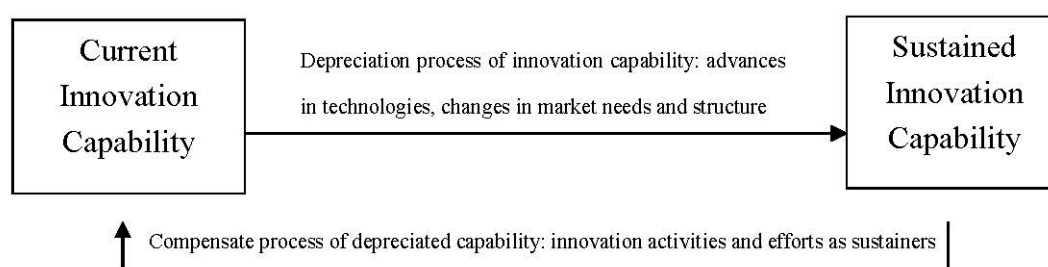 Current
Innovation
Capability
Depreciation process of innovation capability: advances
in technologies, changes in market needs and structure
Sustained
Innovation
Capability
Compensate process of depreciated capability: innovation activities and efforts as sustainers